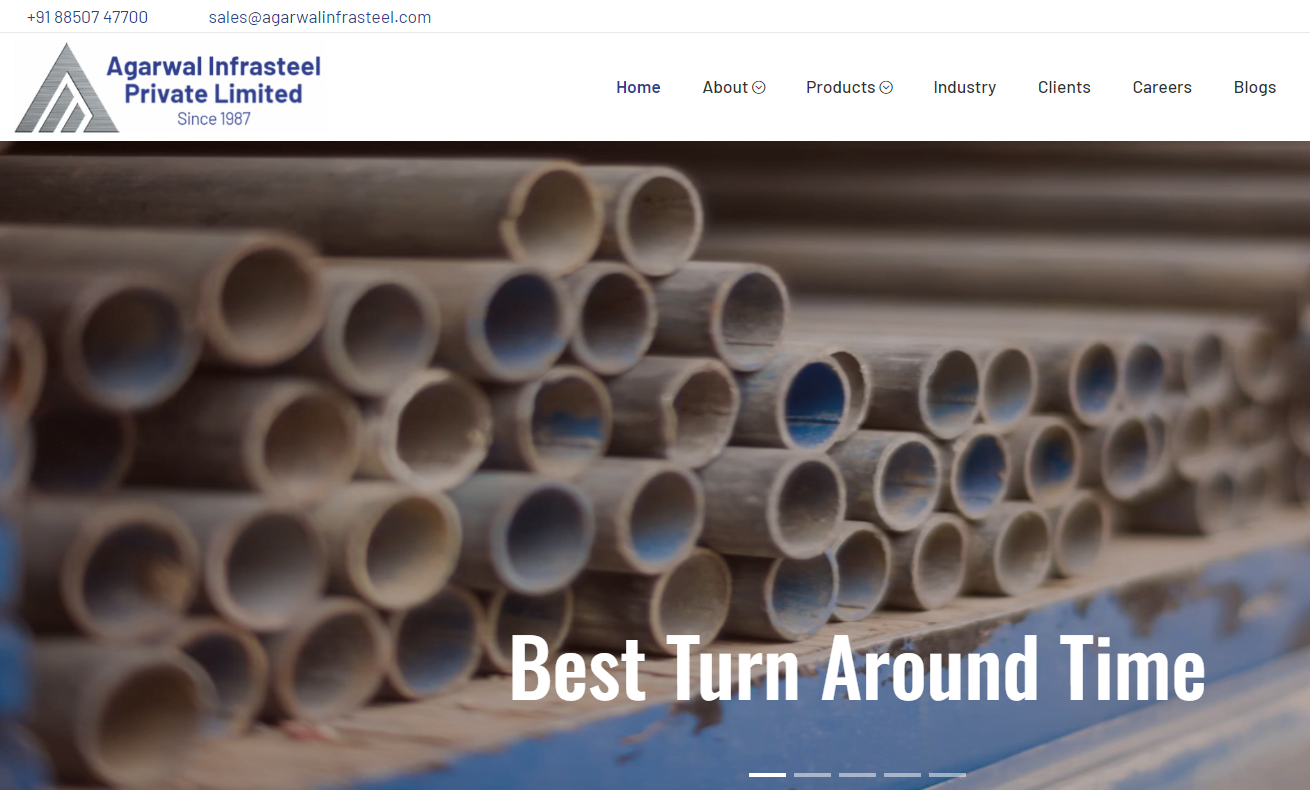 +91 88507 47700
sales@agarwalinfrasteel.com
Agarwal Infrasteel
Private Limited
Since 1987
Home
About
Products
Industry
Clients
Careers
Blogs
Best Turn Around Time